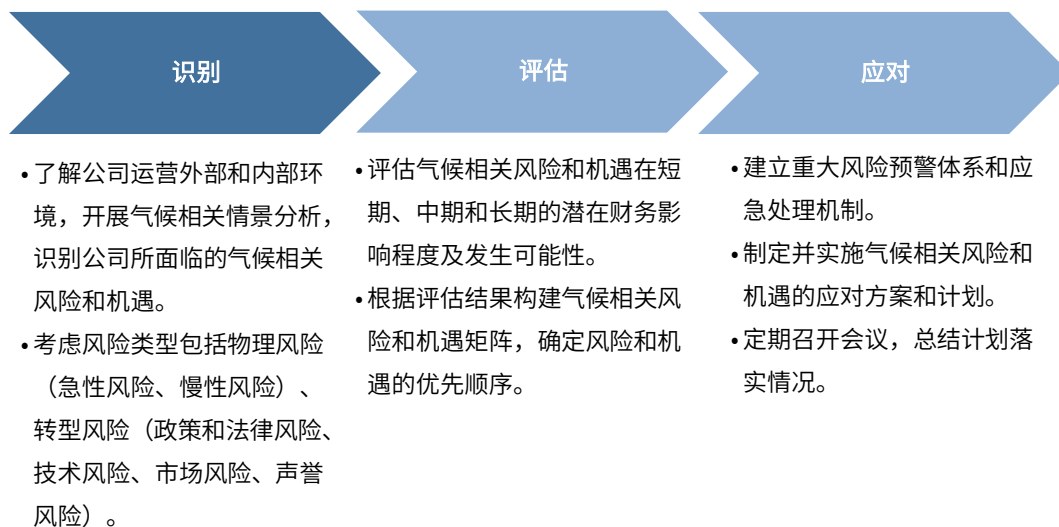 识别
•了解公司运营外部和内部环
境，开展气候相关情景分析，
识别公司所面临的气候相关
风险和机遇。
•考虑风险类型包括物理风险
（急性风险、慢性风险）、
转型风险（政策和法律风险、
技术风险、市场风险、声誉
风险）。
评估
•评估气候相关风险和机遇在短
期、中期和长期的潜在财务影
响程度及发生可能性。
•根据评估结果构建气候相关风
险和机遇矩阵，确定风险和机
遇的优先顺序。
应对
•建立重大风险预警体系和应
急处理机制。
•制定并实施气候相关风险和
机遇的应对方案和计划。
•定期召开会议，总结计划落
实情况。